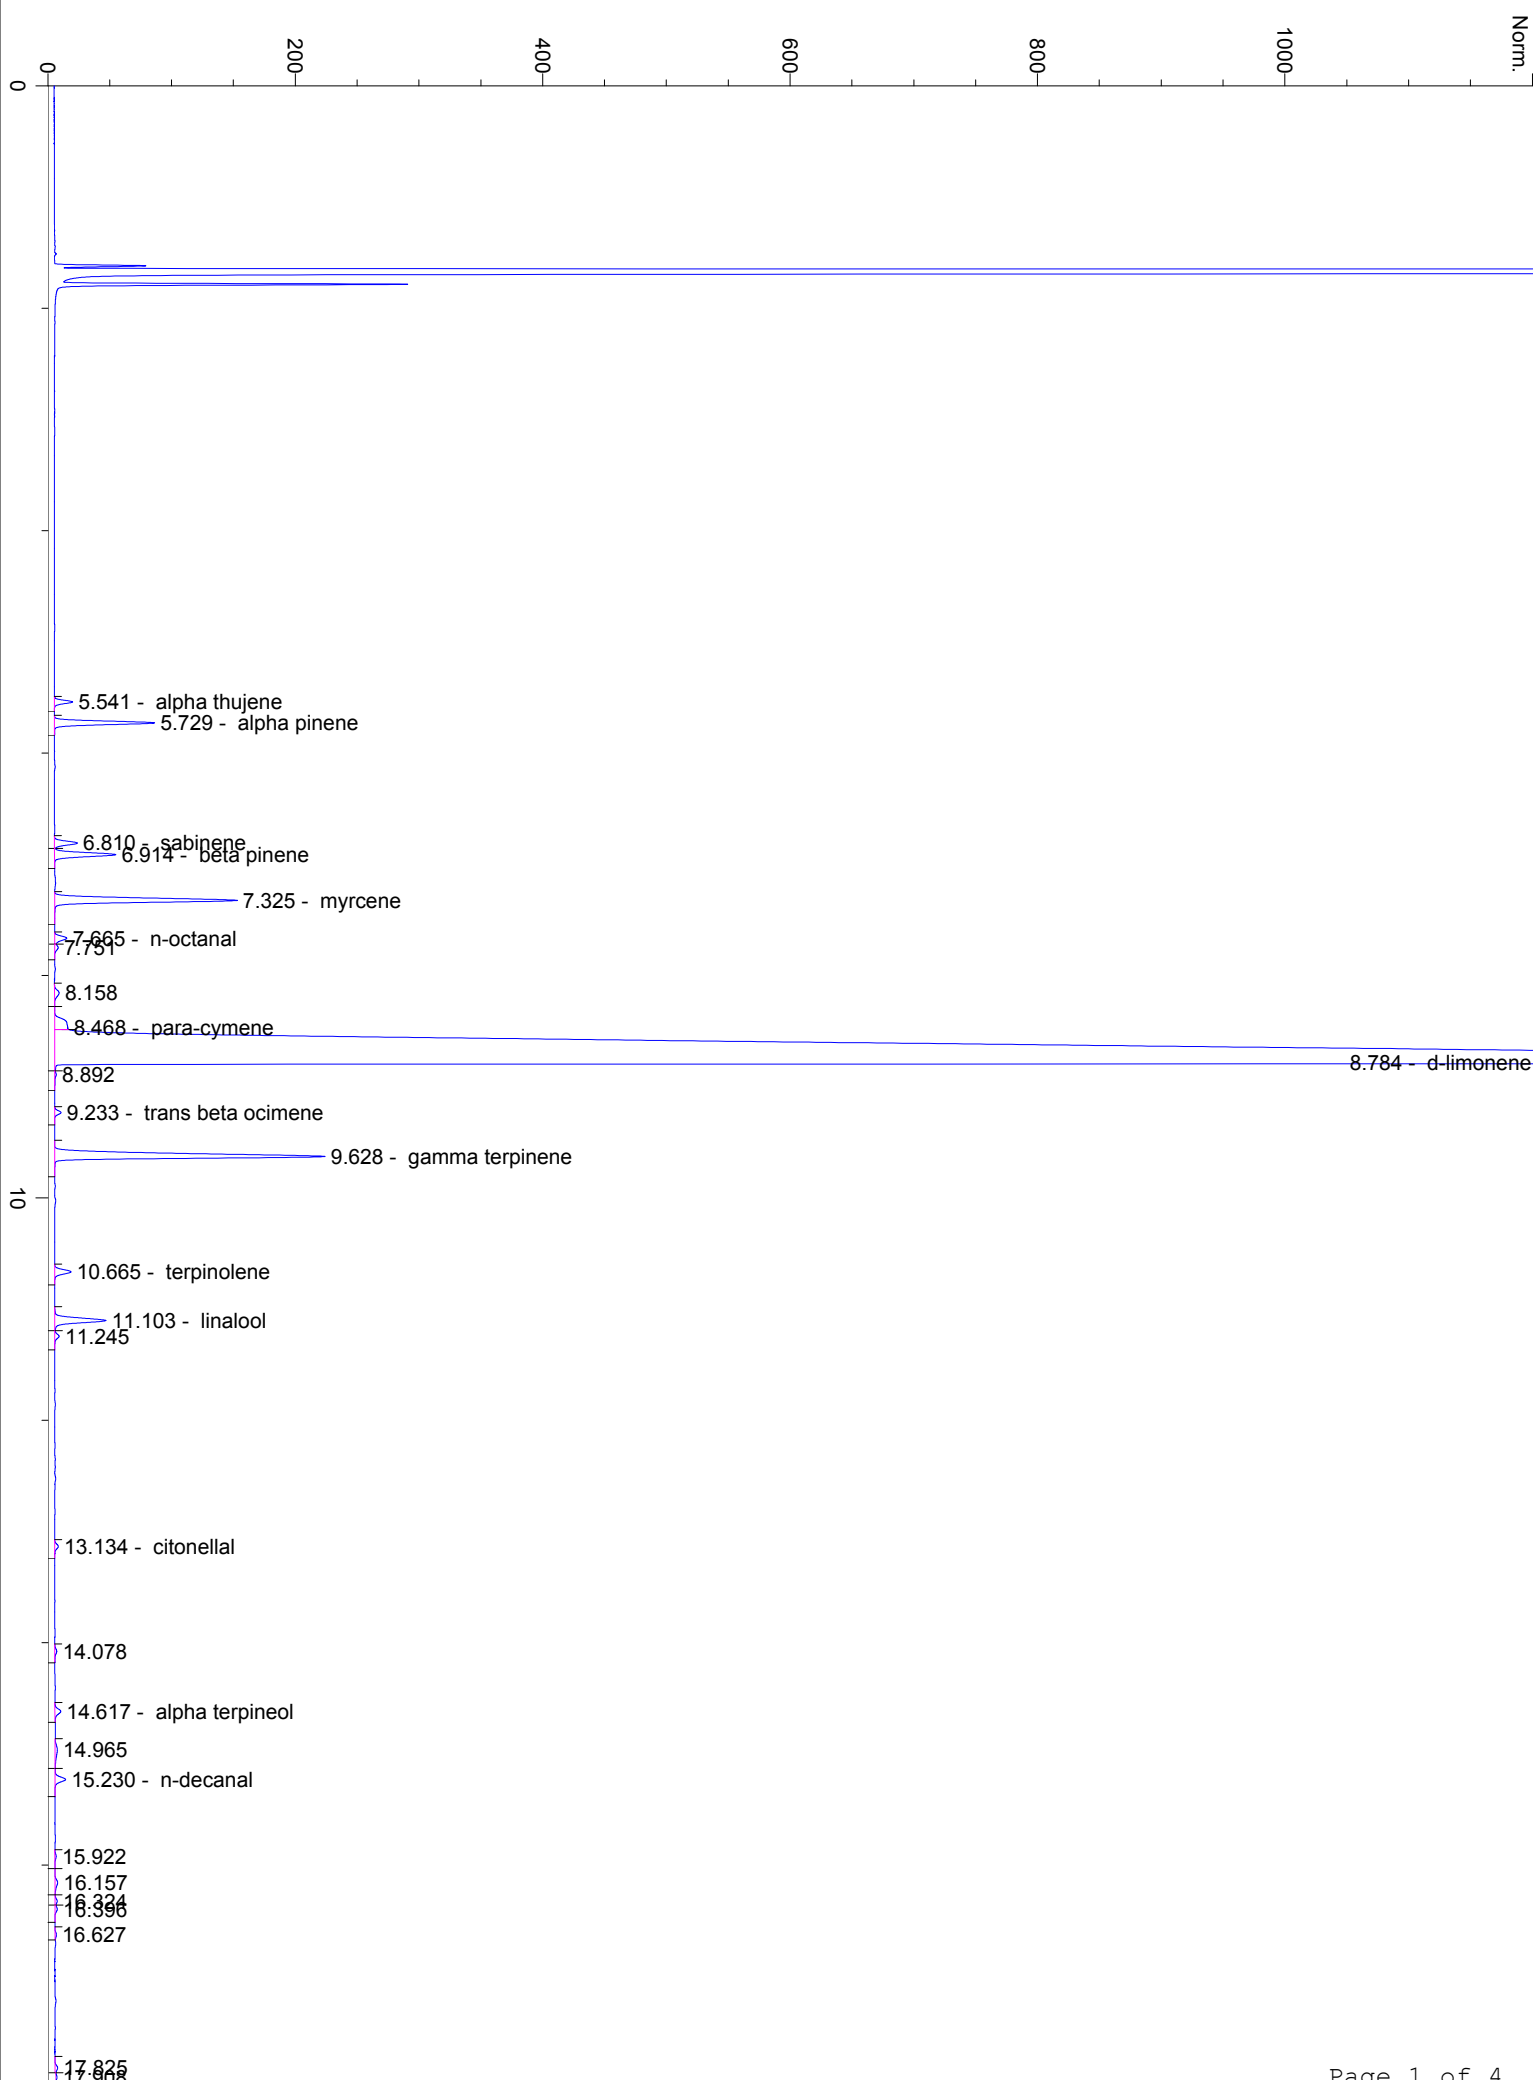 Norm.
0
200
400
600
800
1000
0
5.541 - alpha thujene
5.729 - alpha pinene
6.810 - sabinene
6.914 - beta pinene
7.325 - myrcene
7.665 - n-octanal
7.751
8.158
8.468 - para-cymene
8.784 - d-limonene
8.892
9.233 - trans beta ocimene
9.628 - gamma terpinene
10
10.665 - terpinolene
11.103 - linalool
11.245
13.134 - citonellal
14.078
14.617 - alpha terpineol
14.965
15.230 - n-decanal
15.922
16.157
16.324
16.396
16.627
17.825
17.908
Page 1 of 4